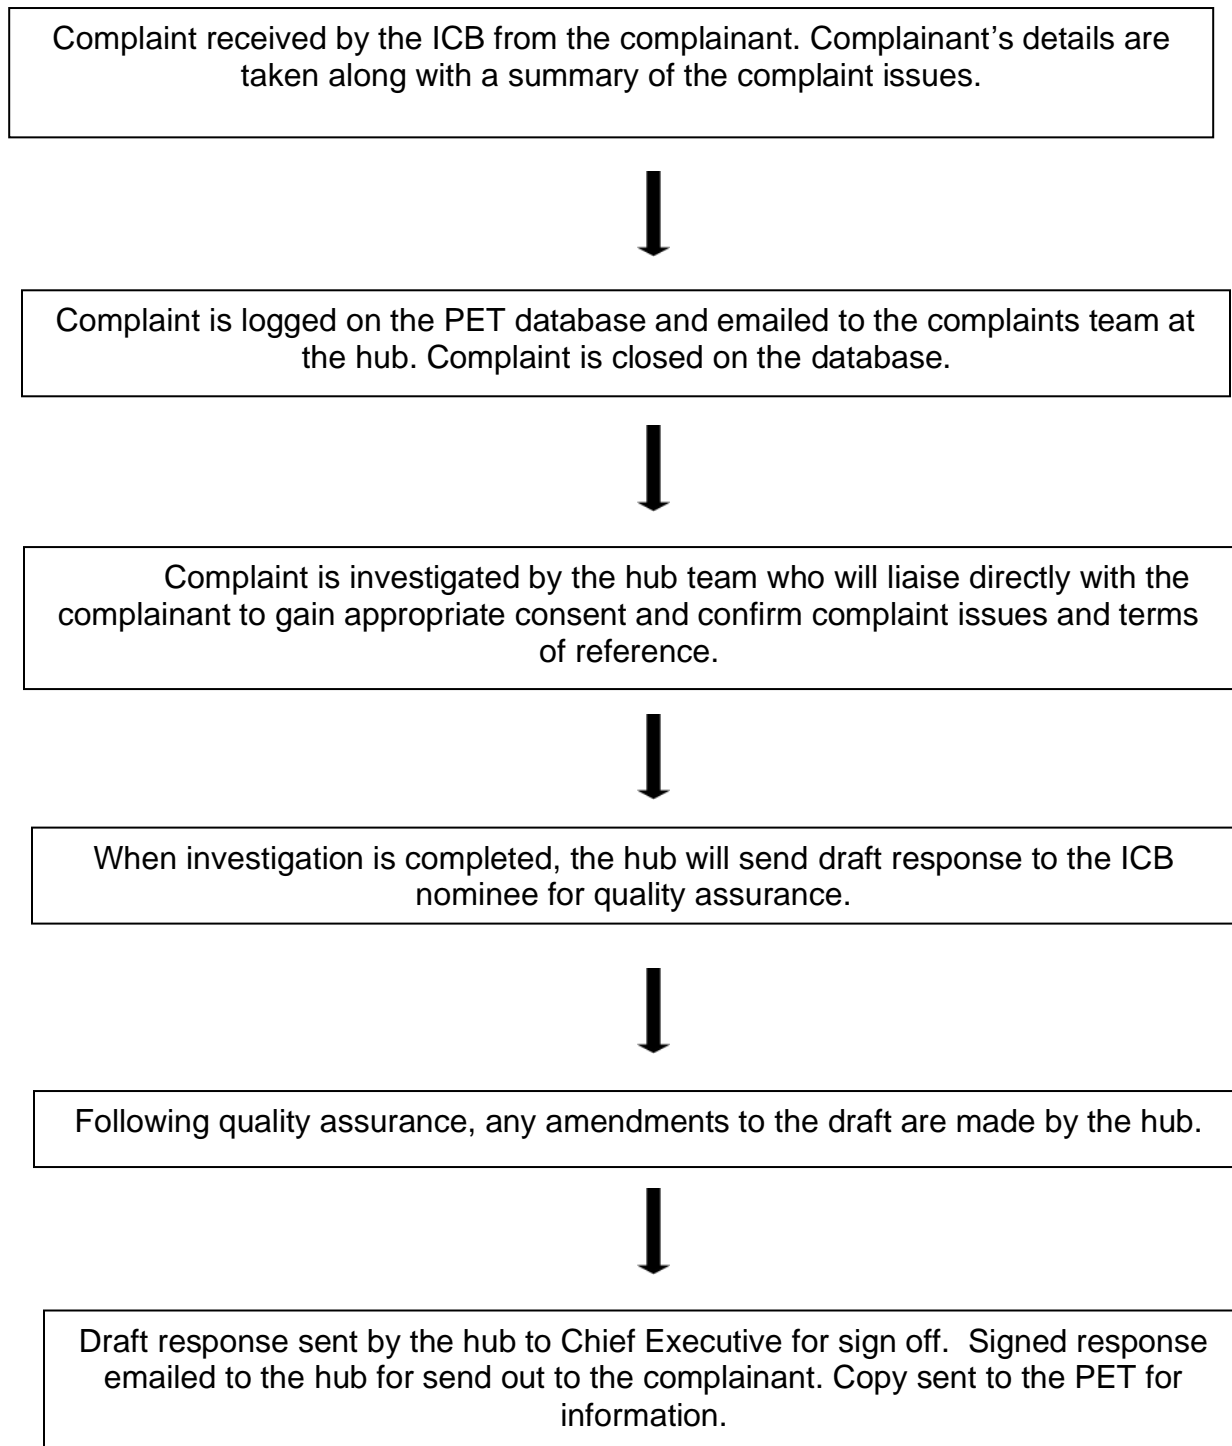 Complaint received by the ICB from the complainant. Complainant’s details are
taken along with a summary of the complaint issues.
Complaint is logged on the PET database and emailed to the complaints team at
the hub. Complaint is closed on the database.
Complaint is investigated by the hub team who will liaise directly with the
complainant to gain appropriate consent and confirm complaint issues and terms
of reference.
When investigation is completed, the hub will send draft response to the ICB
nominee for quality assurance.
Following quality assurance, any amendments to the draft are made by the hub.
Draft response sent by the hub to Chief Executive for sign off.  Signed response
emailed to the hub for send out to the complainant. Copy sent to the PET for
information.